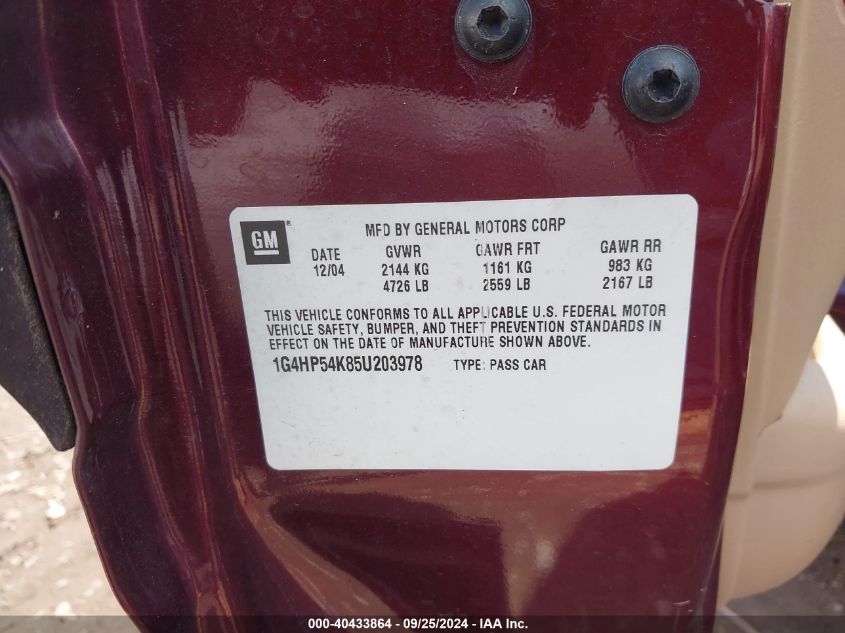 GM®
MFD BY GENERAL MOTORS CORP
DATE GVWR GAWR FRT GAWR RR
12/04 2144 KG 1161 KG 983 KG
4726 LB 2559 LB 2167 LB
THIS VEHICLE CONFORMS TO ALL APPLICABLE U.S. FEDERAL MOTOR
VEHICLE SAFETY, BUMPER, AND THEFT PREVENTION STANDARDS IN
EFFECT ON THE DATE OF MANUFACTURE SHOWN ABOVE.
1G4HP54K85U203978 TYPE: PASS CAR
000-40433864 - 09/25/2024 - IAA Inc.